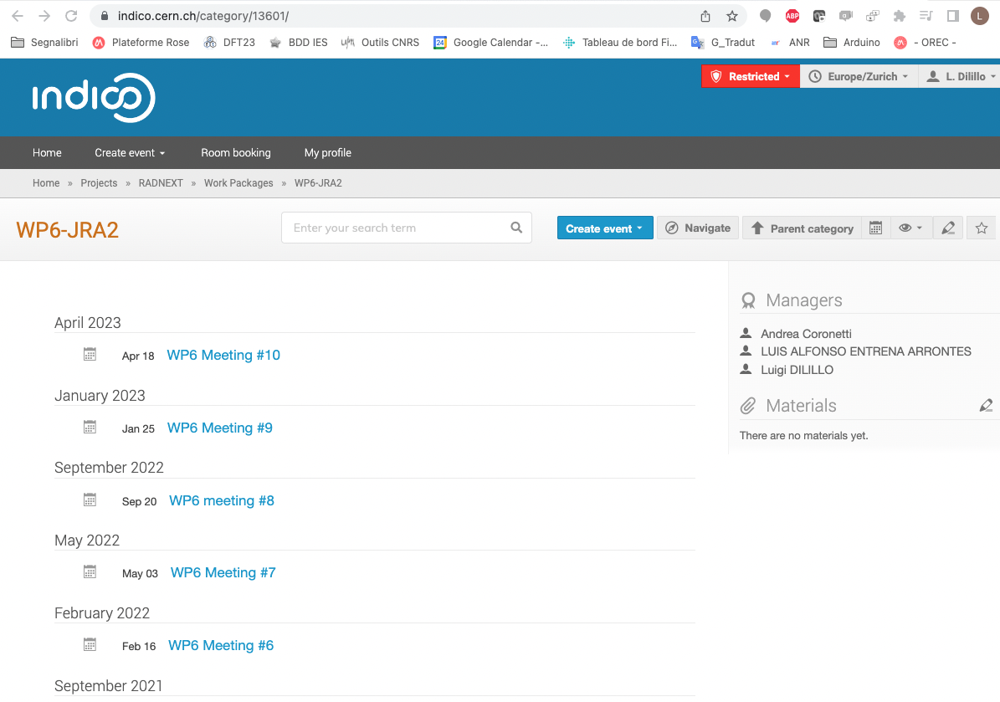 indico.cern.ch/category/13601/
ABP
L
Segnalibri Plateforme Rose DFT23 BDD IES Outils CNRS 24 Google Calendar -... Tableau de bord Fi... G_Tradut ANR Arduino - OREC -
Restricted Europe/Zurich L. Dilillo
indico
Home Create event Room booking My profile
Home » Projects » RADNEXT » Work Packages » WP6-JRA2
WP6-JRA2 Enter your search term Create event Navigate Parent category
April 2023
Apr 18 WP6 Meeting #10
January 2023
Jan 25 WP6 Meeting #9
September 2022
Sep 20 WP6 meeting #8
May 2022
May 03 WP6 Meeting #7
February 2022
Feb 16 WP6 Meeting #6
September 2021
Managers
Andrea Coronetti
LUIS ALFONSO ENTRENA ARRONTES
Luigi DILILLO
Materials
There are no materials yet.